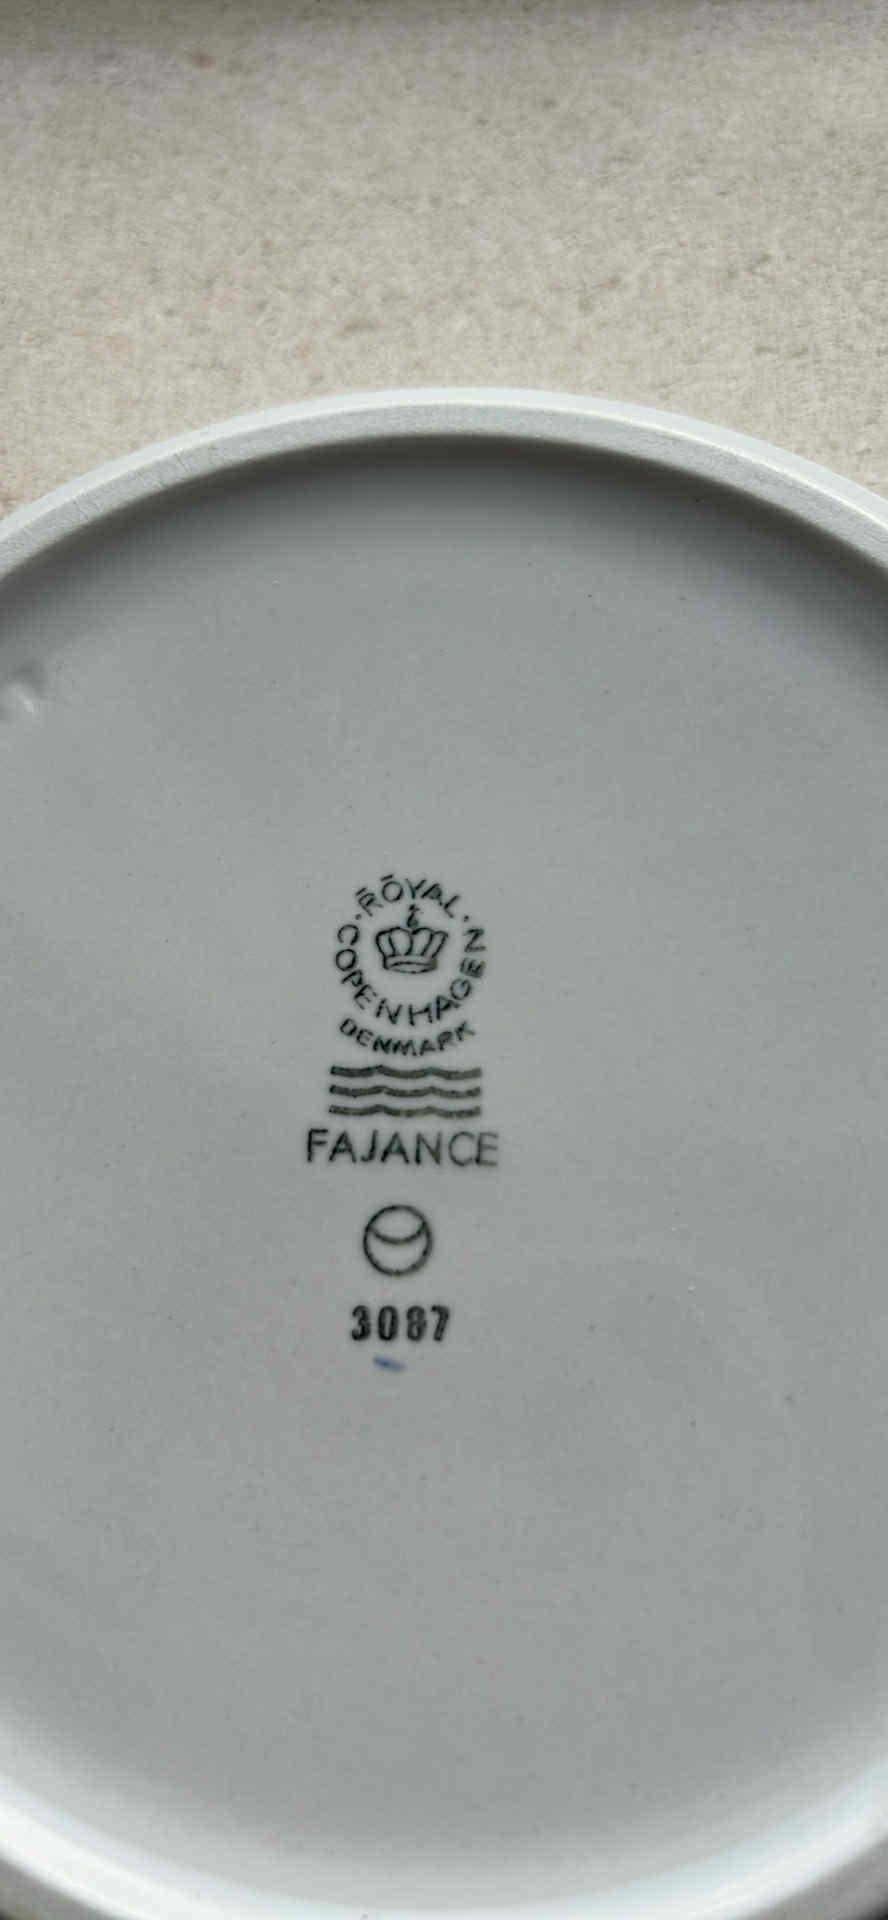 ROYAL
COPENHAGEN
DENMARK
FAJANCE
3087